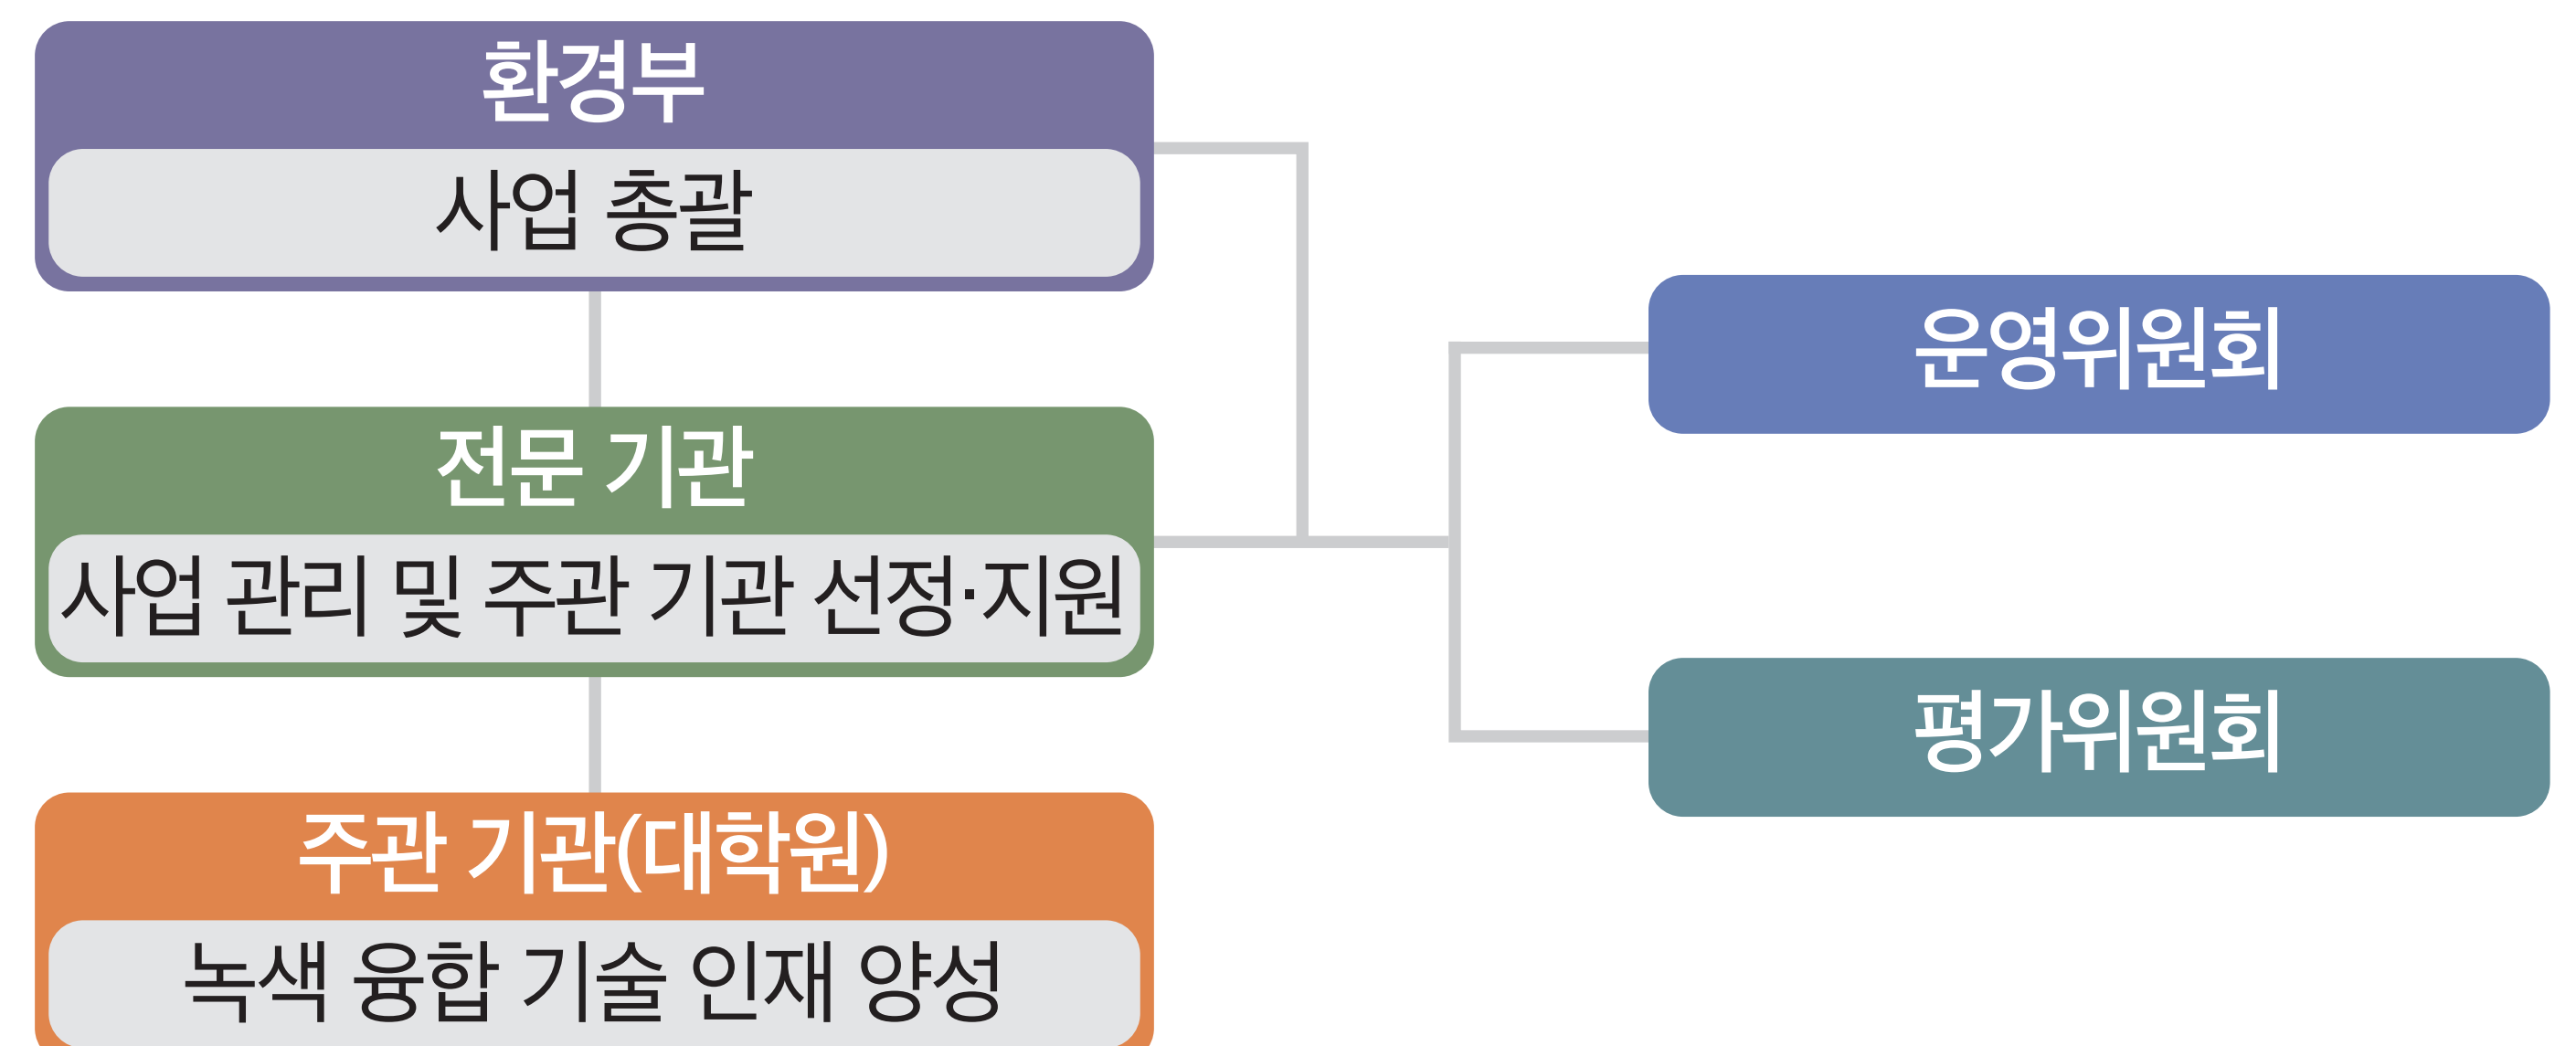 환경부
사업 총괄
전문 기관
사업 관리 및 주관 기관 선정·지원
주관 기관(대학원)
녹색 융합 기술 인재 양성
운영위원회
평가위원회